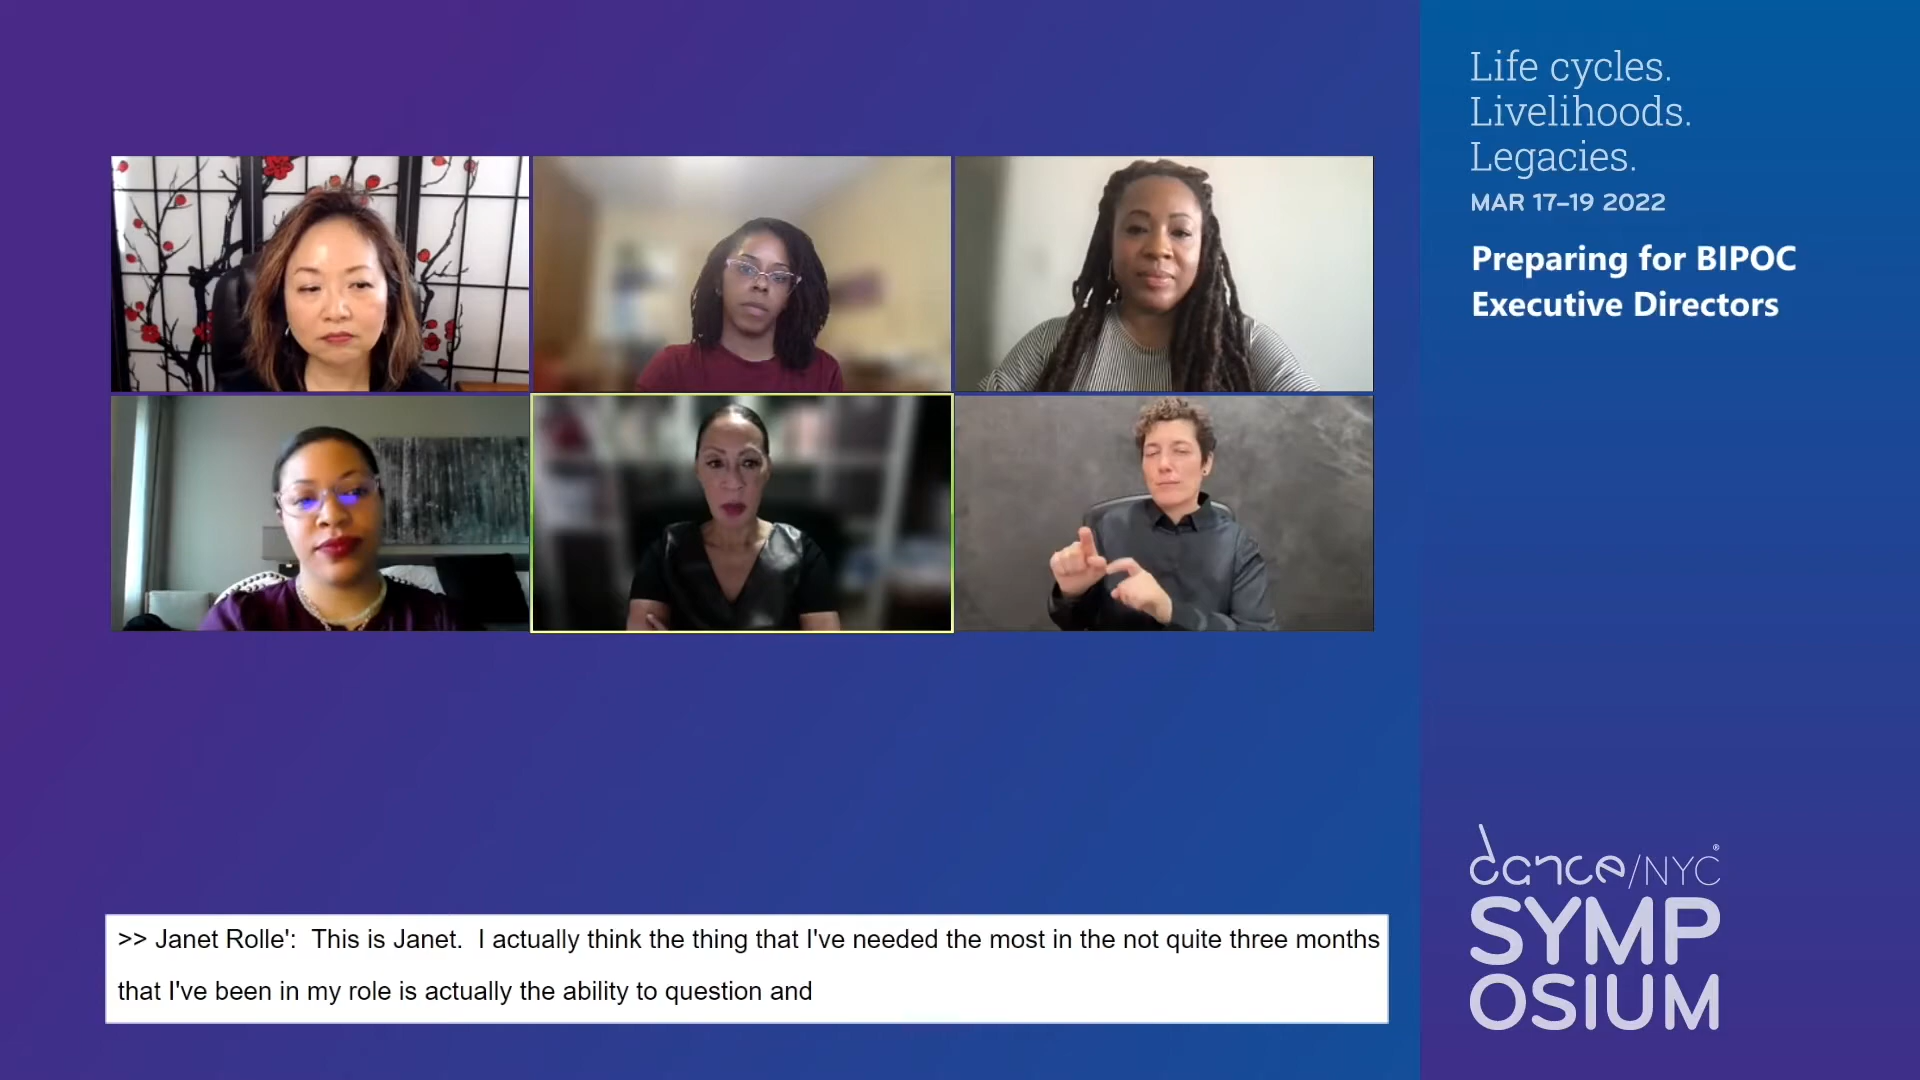 Life cycles.
Livelihoods.
Legacies.
MAR 17–19 2022
Preparing for BIPOC
Executive Directors
dance/NYC®
SYMP
OSIUM
>> Janet Rolle':  This is Janet.  I actually think the thing that I've needed the most in the not quite three months
that I've been in my role is actually the ability to question and